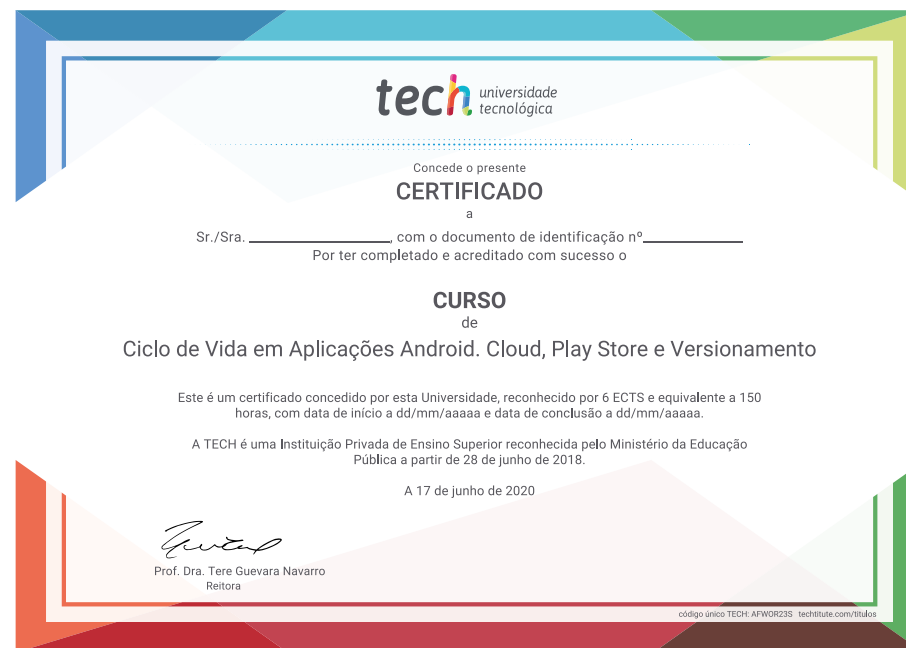 tech universidade
tecnológica
Concede o presente
CERTIFICADO
a
Sr./Sra. , com o documento de identificação nº
Por ter completado e acreditado com sucesso o
CURSO
de
Ciclo de Vida em Aplicações Android. Cloud, Play Store e Versionamento
Este é um certificado concedido por esta Universidade, reconhecido por 6 ECTS e equivalente a 150
horas, com data de início a dd/mm/aaaaa e data de conclusão a dd/mm/aaaaa.
A TECH é uma Instituição Privada de Ensino Superior reconhecida pelo Ministério da Educação
Pública a partir de 28 de junho de 2018.
A 17 de junho de 2020
Prof. Dra. Tere Guevara Navarro
Reitora
código único TECH: AFWOR23S techtitute.com/titulos